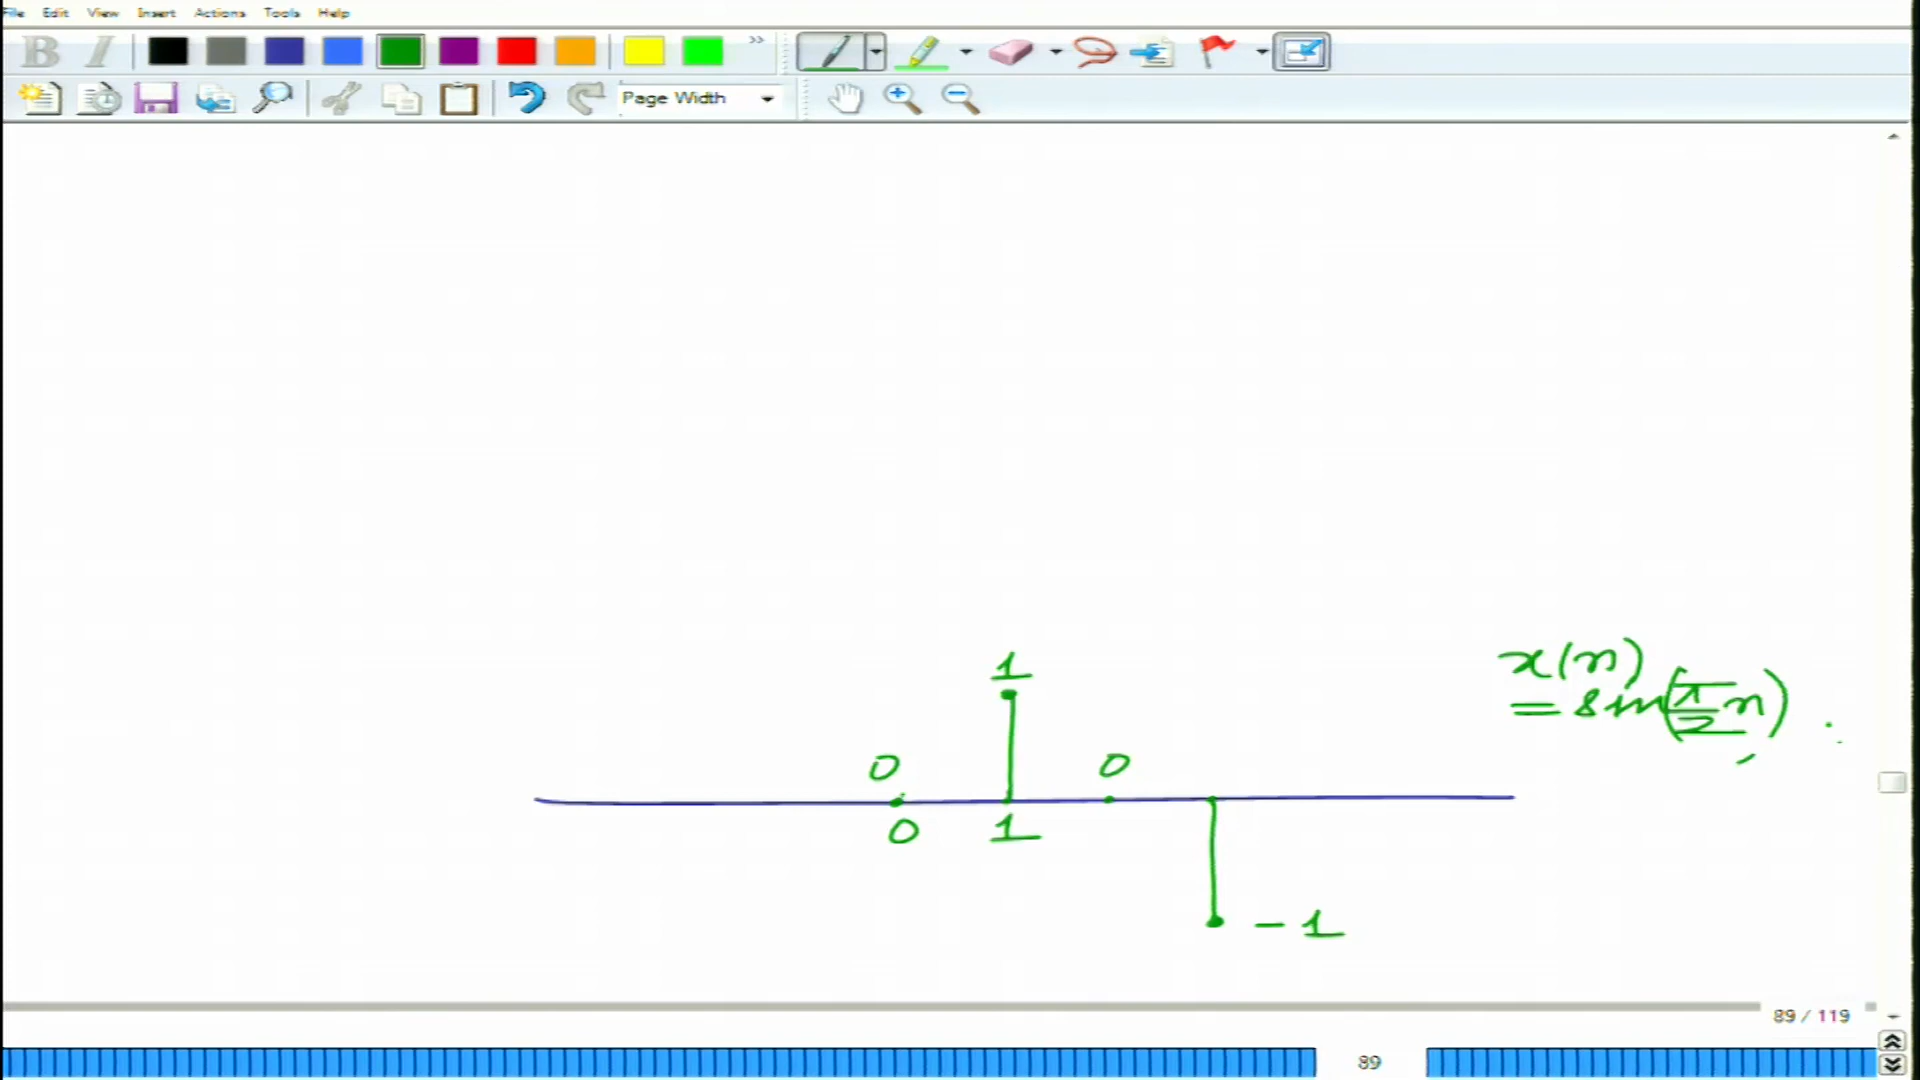 File Edit View Insert Actions Tools Help
B I
Page Width
1
x(n)
= sin(π/2 n)
0 0
0 1
-1
89 / 119
89